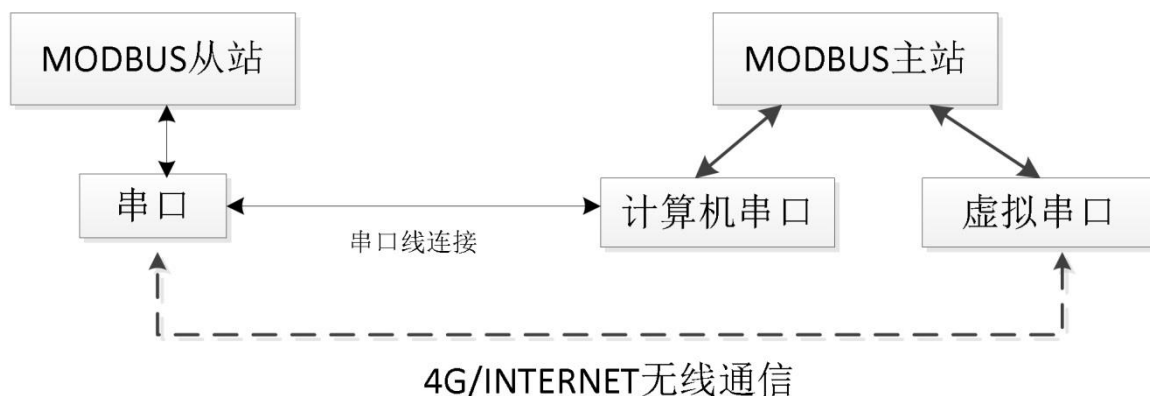 MODBUS从站
MODBUS主站
串口
计算机串口
虚拟串口
串口线连接
4G/INTERNET无线通信